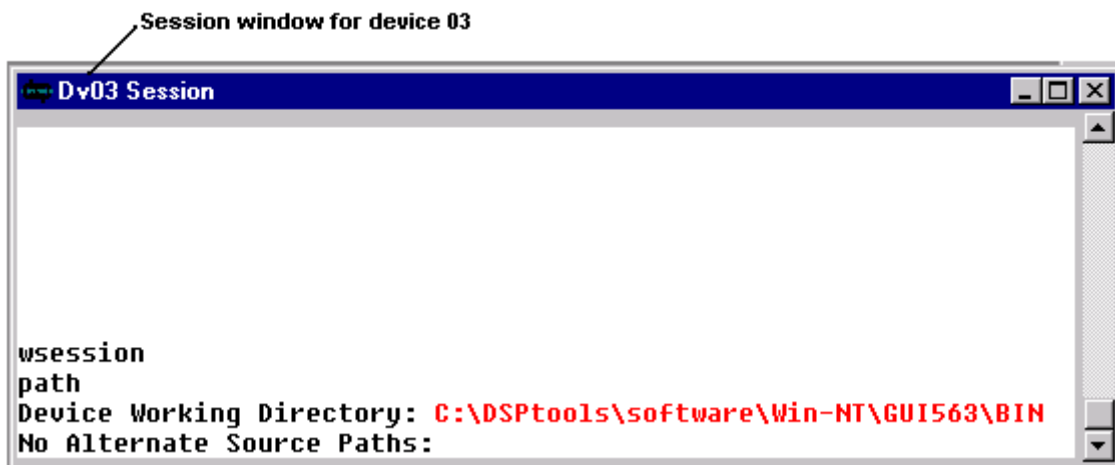 Session window for device 03
Dv03 Session
wsession
path
Device Working Directory: C:\DSPtools\software\Win-NT\GUI563\BIN
No Alternate Source Paths: